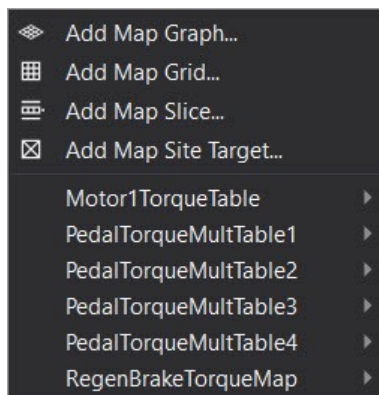 Add Map Graph...
Add Map Grid...
Add Map Slice...
Add Map Site Target...
Motor1TorqueTable
PedalTorqueMultTable1
PedalTorqueMultTable2
PedalTorqueMultTable3
PedalTorqueMultTable4
RegenBrakeTorqueMap